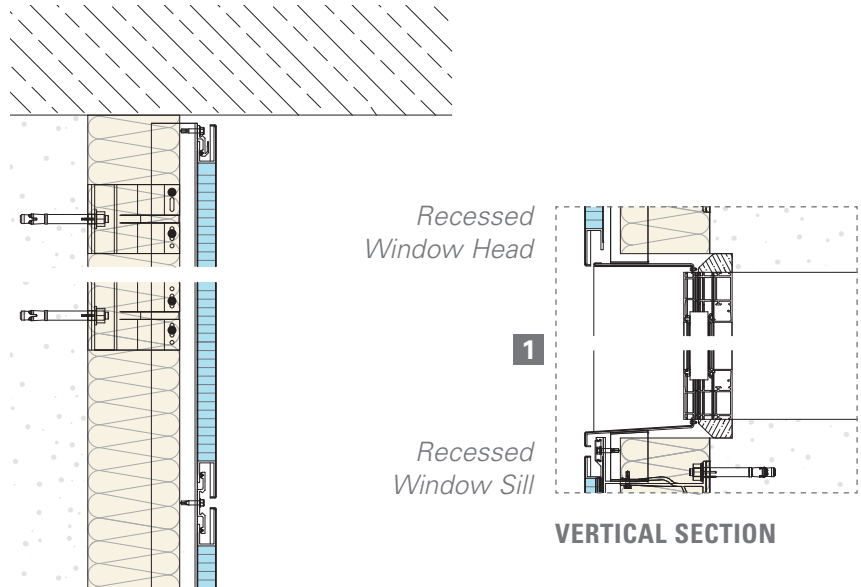 Recessed
Window Head
1
Recessed
Window Sill
VERTICAL SECTION